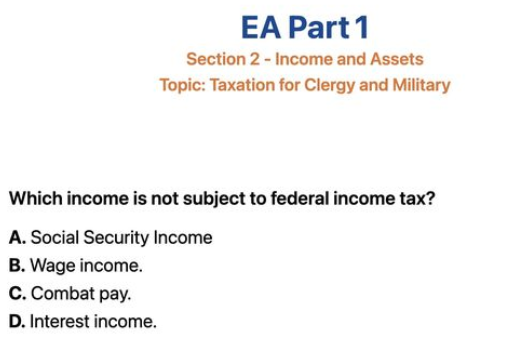 EA Part 1
Section 2 - Income and Assets
Topic: Taxation for Clergy and Military
Which income is not subject to federal income tax?
A. Social Security Income
B. Wage income.
C. Combat pay.
D. Interest income.